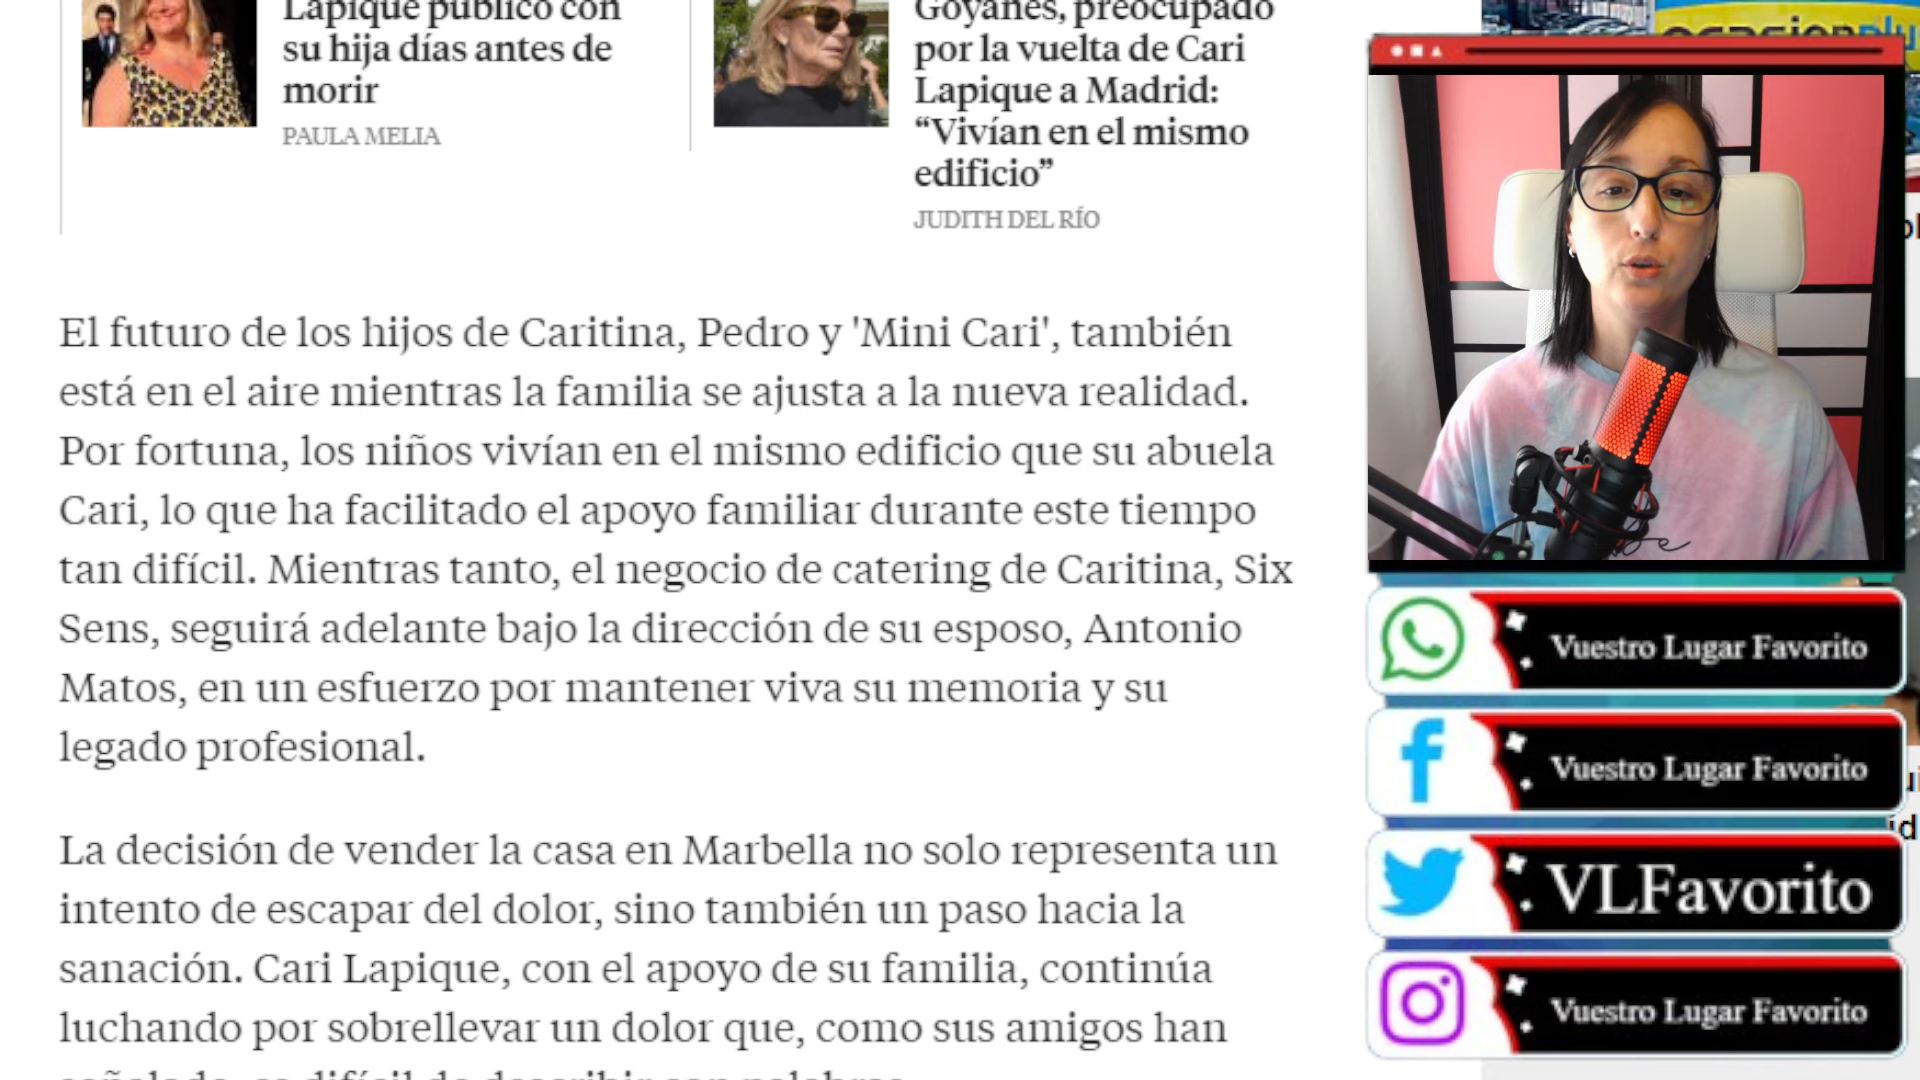 Lapique publicó con
su hija días antes de
morir
PAULA MELIA
Goyanes, preocupado
por la vuelta de Cari
Lapique a Madrid:
“Vivían en el mismo
edificio”
JUDITH DEL RÍO
El futuro de los hijos de Caritina, Pedro y 'Mini Cari', también
está en el aire mientras la familia se ajusta a la nueva realidad.
Por fortuna, los niños vivían en el mismo edificio que su abuela
Cari, lo que ha facilitado el apoyo familiar durante este tiempo
tan difícil. Mientras tanto, el negocio de catering de Caritina, Six
Sens, seguirá adelante bajo la dirección de su esposo, Antonio
Matos, en un esfuerzo por mantener viva su memoria y su
legado profesional.
La decisión de vender la casa en Marbella no solo representa un
intento de escapar del dolor, sino también un paso hacia la
sanación. Cari Lapique, con el apoyo de su familia, continúa
luchando por sobrellevar un dolor que, como sus amigos han
Vuestro Lugar Favorito
Vuestro Lugar Favorito
VLFavorito
Vuestro Lugar Favorito